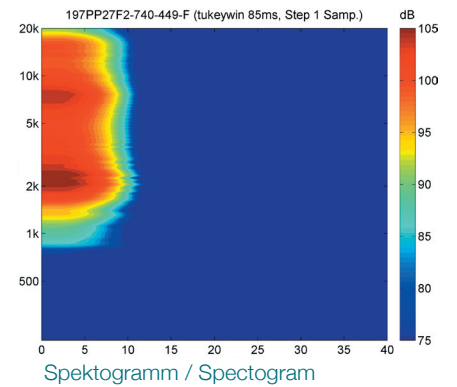 197PP27F2-740-449-F (tukeywin 85ms, Step 1 Samp.)
dB
20k
10k
5k
2k
1k
500
0 5 10 15 20 25 30 35 40
105
100
95
90
85
80
75
Spektogramm / Spectogram